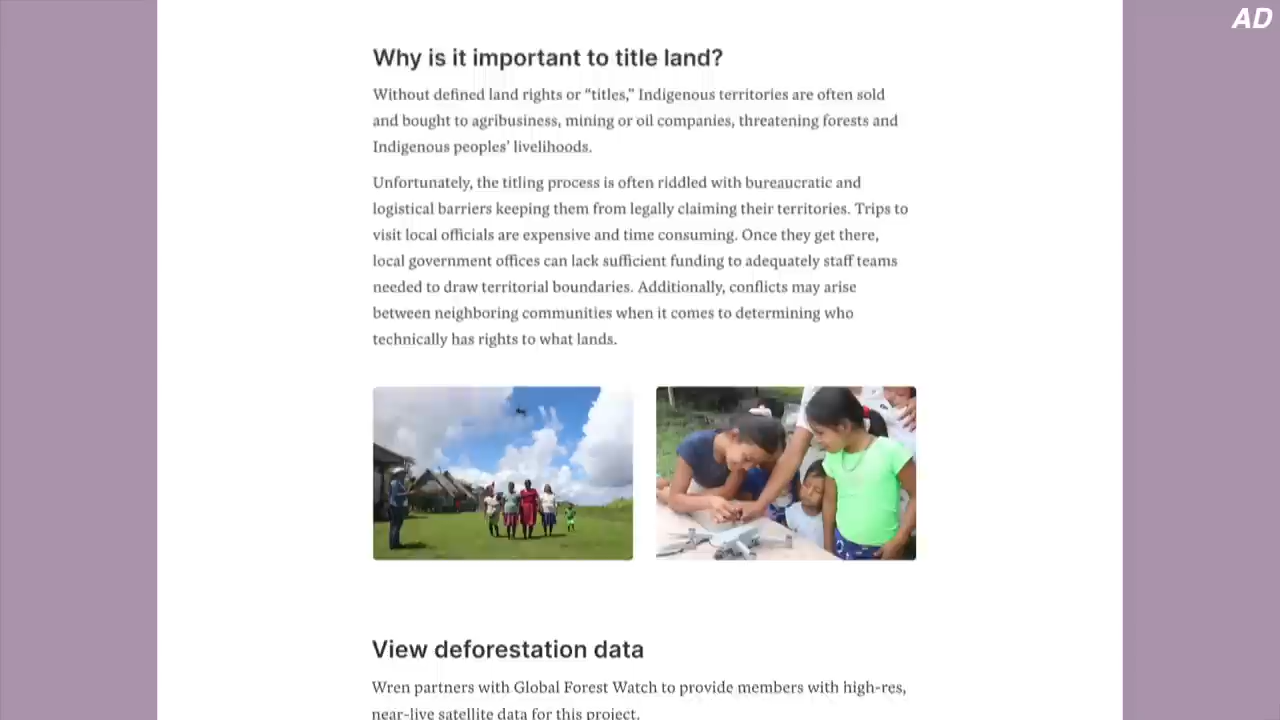 AD
Why is it important to title land?
Without defined land rights or “titles,” Indigenous territories are often sold
and bought to agribusiness, mining or oil companies, threatening forests and
Indigenous peoples’ livelihoods.
Unfortunately, the titling process is often riddled with bureaucratic and
logistical barriers keeping them from legally claiming their territories. Trips to
visit local officials are expensive and time consuming. Once they get there,
local government offices can lack sufficient funding to adequately staff teams
needed to draw territorial boundaries. Additionally, conflicts may arise
between neighboring communities when it comes to determining who
technically has rights to what lands.
View deforestation data
Wren partners with Global Forest Watch to provide members with high-res,
near-live satellite data for this project.